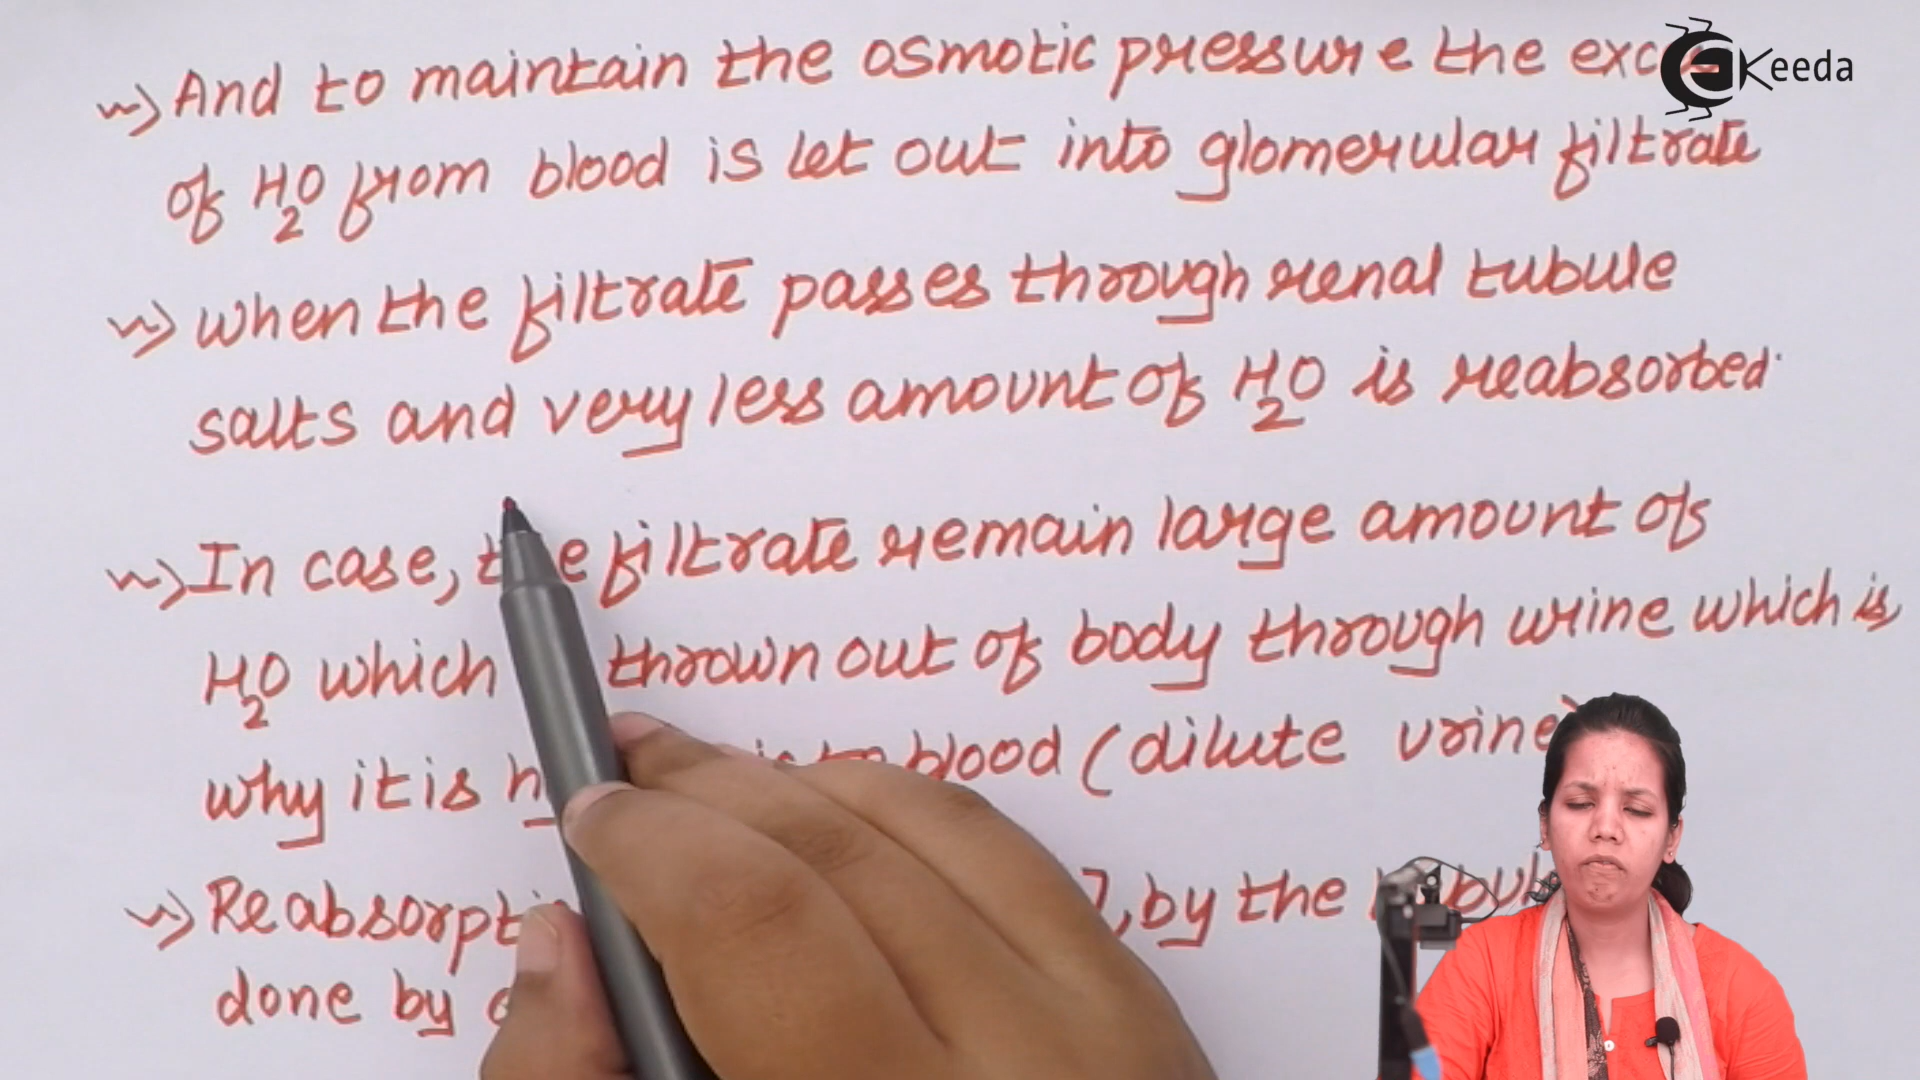 And to maintain the osmotic pressure the
of H2O from blood is let out into glomerular filtrate
when the filtrate passes through renal tubule
salts and very less amount of H2O is reabsorbed.
In case, the filtrate remain large amount of
H2O which thrown out of body through urine which is
why it is blood (dilute urine)
by the
done by
Keeda